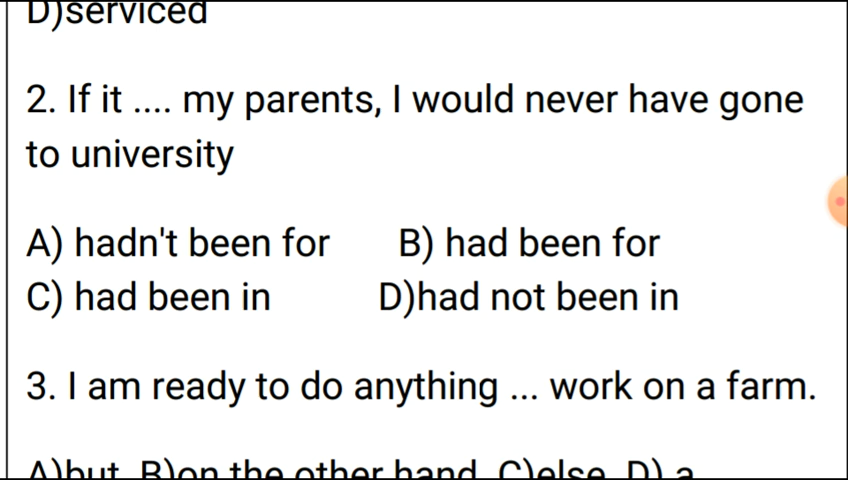 D)serviced
2. If it .... my parents, I would never have gone
to university
A) hadn't been for B) had been for
C) had been in D)had not been in
3. I am ready to do anything ... work on a farm.
A)but B)on the other hand C)else D) a